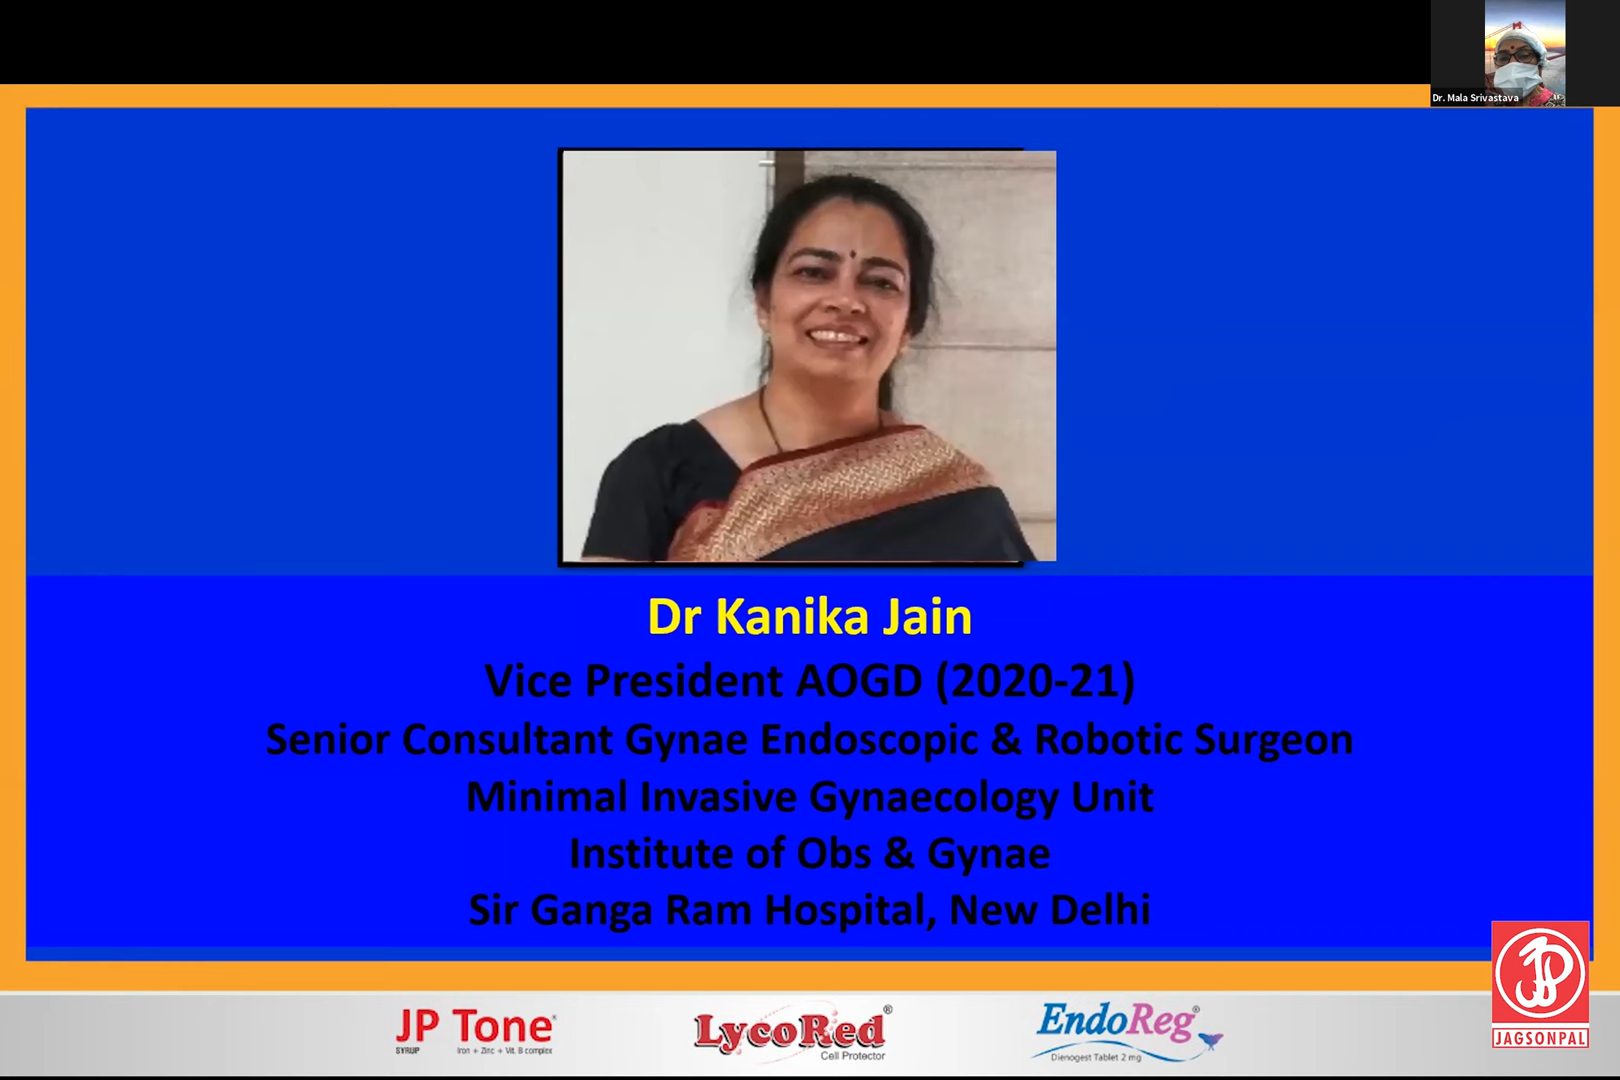 Dr. Mala Srivastava
Dr Kanika Jain
Vice President AOGD (2020-21)
Senior Consultant Gynae Endoscopic & Robotic Surgeon
Minimal Invasive Gynaecology Unit
Institute of Obs & Gynae
Sir Ganga Ram Hospital, New Delhi
JP Tone
SYRUP Iron + Zinc + Vit. B complex
LycoRed®
Cell Protector
EndoReg®
Dienogest Tablet 2 mg
JAGSONPAL